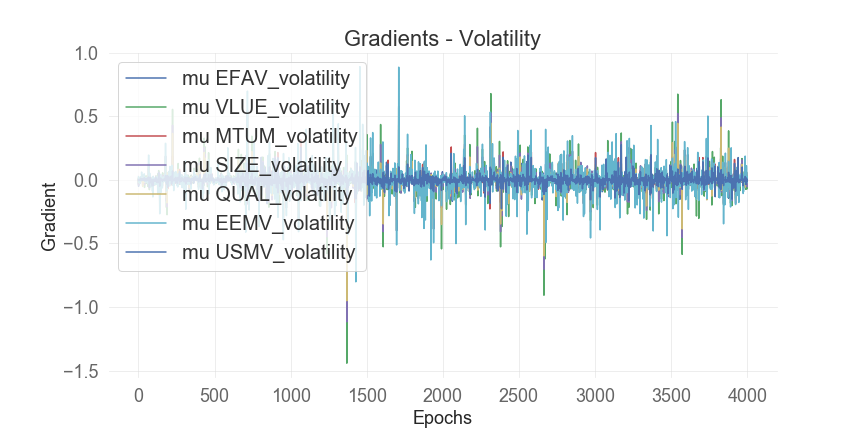 Gradients - Volatility
1.0
0.5
0.0
−0.5
−1.0
−1.5
Gradient
mu EFAV_volatility
mu VLUE_volatility
mu MTUM_volatility
mu SIZE_volatility
mu QUAL_volatility
mu EEMV_volatility
mu USMV_volatility
0 500 1000 1500 2000 2500 3000 3500 4000
Epochs